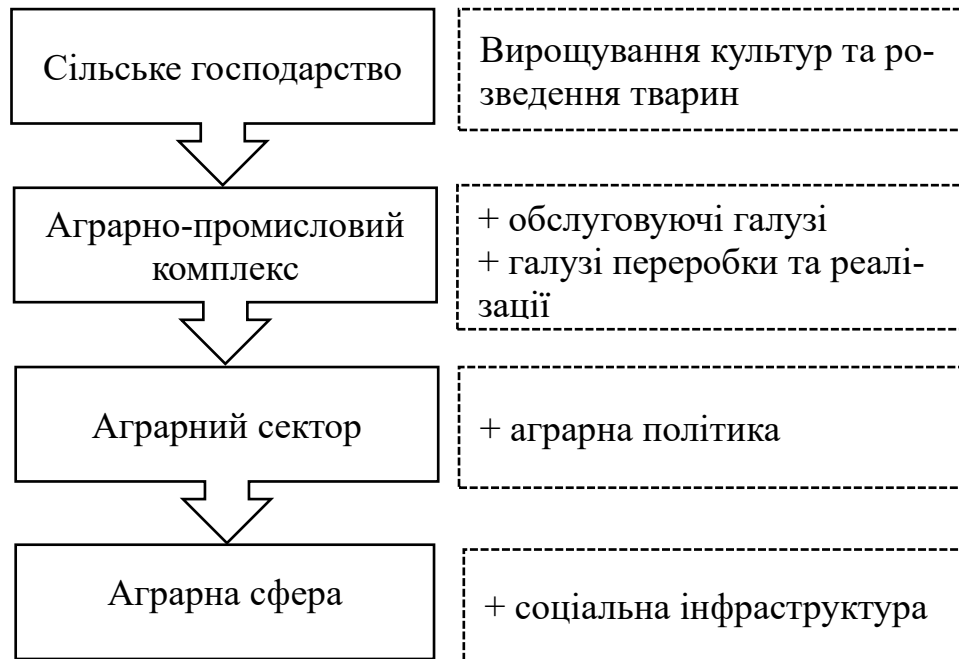 Сільське господарство
Вирощування культур та ро-
зведення тварин
Аграрно-промисловий
комплекс
+ обслуговуючі галузі
+ галузі переробки та реалі-
зації
Аграрний сектор
+ аграрна політика
Аграрна сфера
+ соціальна інфраструктура